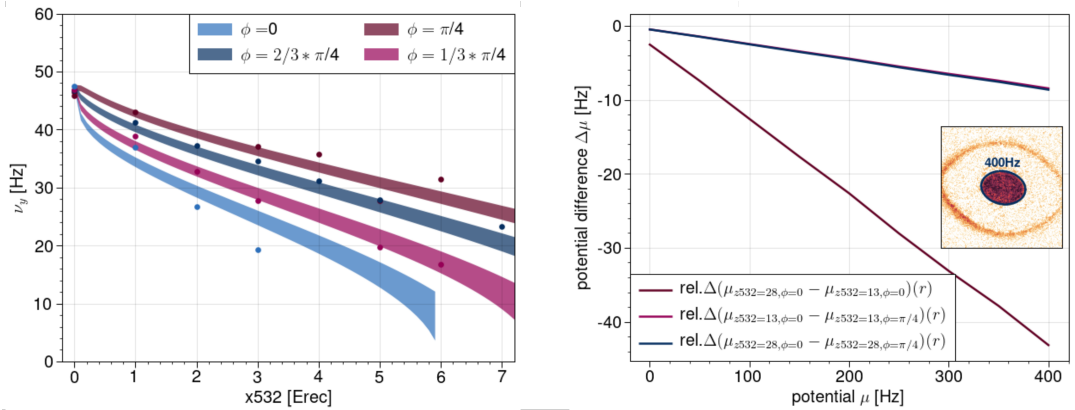 60
50
40
30
20
10
0
ν_y [Hz]
0 1 2 3 4 5 6 7
x532 [Erec]
ϕ =0
ϕ = 2/3 ∗ π/4
ϕ = π/4
ϕ = 1/3 ∗ π/4
0
-10
-20
-30
-40
potential difference Δμ [Hz]
400Hz
rel.Δ(μ_{z532=28,ϕ=0} − μ_{z532=13,ϕ=0})(r)
rel.Δ(μ_{z532=13,ϕ=0} − μ_{z532=13,ϕ=π/4})(r)
rel.Δ(μ_{z532=28,ϕ=0} − μ_{z532=28,ϕ=π/4})(r)
0 100 200 300 400
potential μ [Hz]